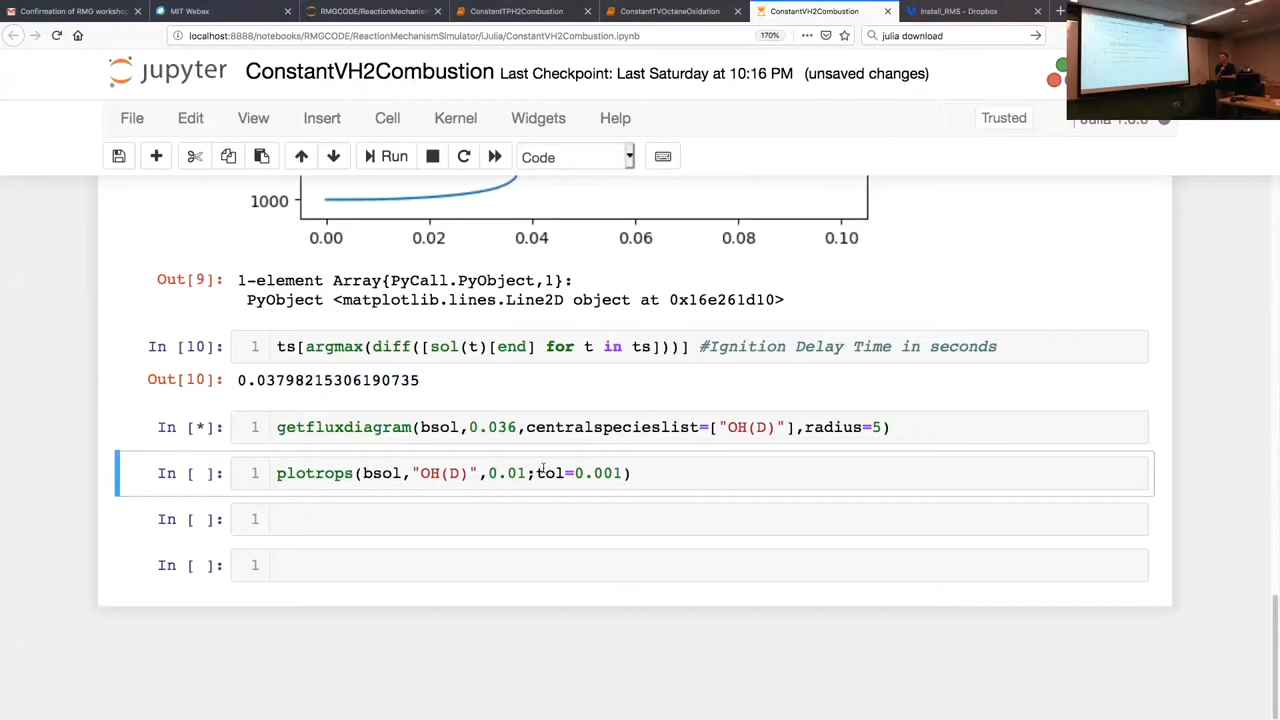 Confirmation of RMG workshop
MIT Webex
RMGCODE/ReactionMechanis
ConstantTPH2Combustion
ConstantTVOctaneOxidation
ConstantVH2Combustion
Install_RMS - Dropbox
localhost:8888/notebooks/RMGCODE/ReactionMechanismSimulator/iJulia/ConstantVH2Combustion.ipynb
170%
julia download
jupyter ConstantVH2Combustion Last Checkpoint: Last Saturday at 10:16 PM (unsaved changes)
File Edit View Insert Cell Kernel Widgets Help
Trusted
Run
Code
1000
0.00 0.02 0.04 0.06 0.08 0.10
Out[9]: 1-element Array{PyCall.PyObject,1}:
PyObject <matplotlib.lines.Line2D object at 0x16e261d10>
In [10]: 1 ts[argmax(diff([sol(t)[end] for t in ts]))] #Ignition Delay Time in seconds
Out[10]: 0.03798215306190735
In [*]: 1 getfluxdiagram(bsol,0.036,centralspecieslist=["OH(D)"],radius=5)
In [ ]: 1 plotrops(bsol,"OH(D)",0.01;tol=0.001)
In [ ]: 1
In [ ]: 1